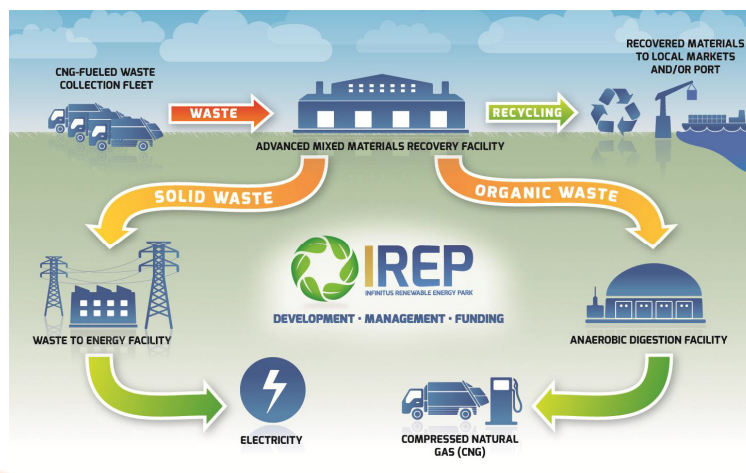 CNG-FUELED WASTE
COLLECTION FLEET
WASTE
ADVANCED MIXED MATERIALS RECOVERY FACILITY
RECYCLING
RECOVERED MATERIALS
TO LOCAL MARKETS
AND/OR PORT
SOLID WASTE
ORGANIC WASTE
IREP
INFINITUS RENEWABLE ENERGY PARK
DEVELOPMENT • MANAGEMENT • FUNDING
WASTE TO ENERGY FACILITY
ANAEROBIC DIGESTION FACILITY
ELECTRICITY
COMPRESSED NATURAL
GAS (CNG)